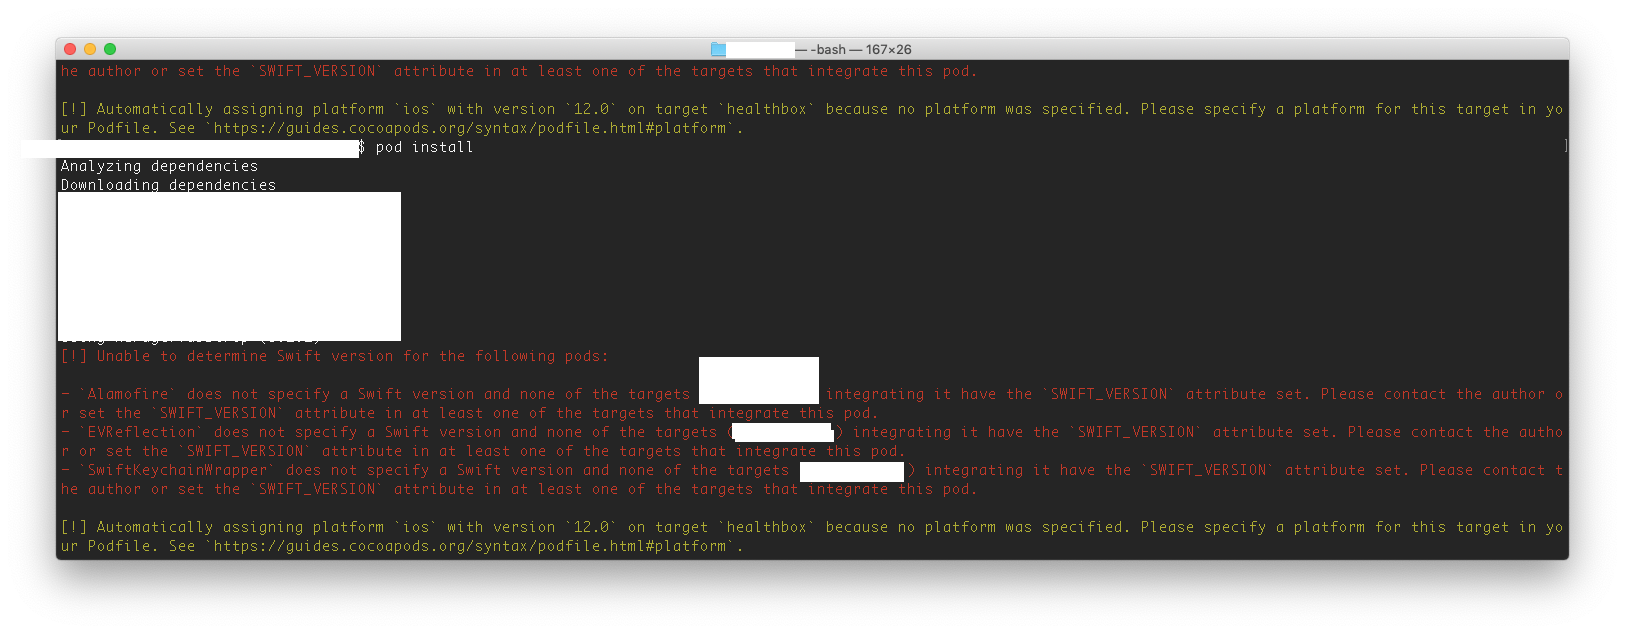 — -bash — 167×26
he author or set the `SWIFT_VERSION` attribute in at least one of the targets that integrate this pod.
[!] Automatically assigning platform `ios` with version `12.0` on target `healthbox` because no platform was specified. Please specify a platform for this target in yo
ur Podfile. See `https://guides.cocoapods.org/syntax/podfile.html#platform`.
$ pod install
Analyzing dependencies
Downloading dependencies
[!] Unable to determine Swift version for the following pods:
- `Alamofire` does not specify a Swift version and none of the targets integrating it have the `SWIFT_VERSION` attribute set. Please contact the author o
r set the `SWIFT_VERSION` attribute in at least one of the targets that integrate this pod.
- `EVReflection` does not specify a Swift version and none of the targets ( ) integrating it have the `SWIFT_VERSION` attribute set. Please contact the autho
r or set the `SWIFT_VERSION` attribute in at least one of the targets that integrate this pod.
- `SwiftKeychainWrapper` does not specify a Swift version and none of the targets ) integrating it have the `SWIFT_VERSION` attribute set. Please contact t
he author or set the `SWIFT_VERSION` attribute in at least one of the targets that integrate this pod.
[!] Automatically assigning platform `ios` with version `12.0` on target `healthbox` because no platform was specified. Please specify a platform for this target in yo
ur Podfile. See `https://guides.cocoapods.org/syntax/podfile.html#platform`.